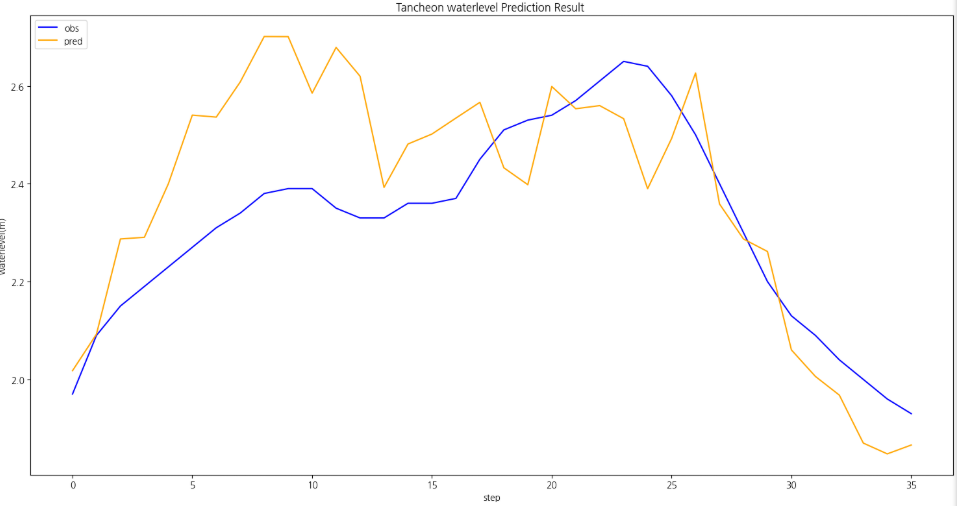 Tancheon waterlevel Prediction Result
obs
pred
2.6
2.4
2.2
2.0
waterlevel(m)
0 5 10 15 20 25 30 35
step